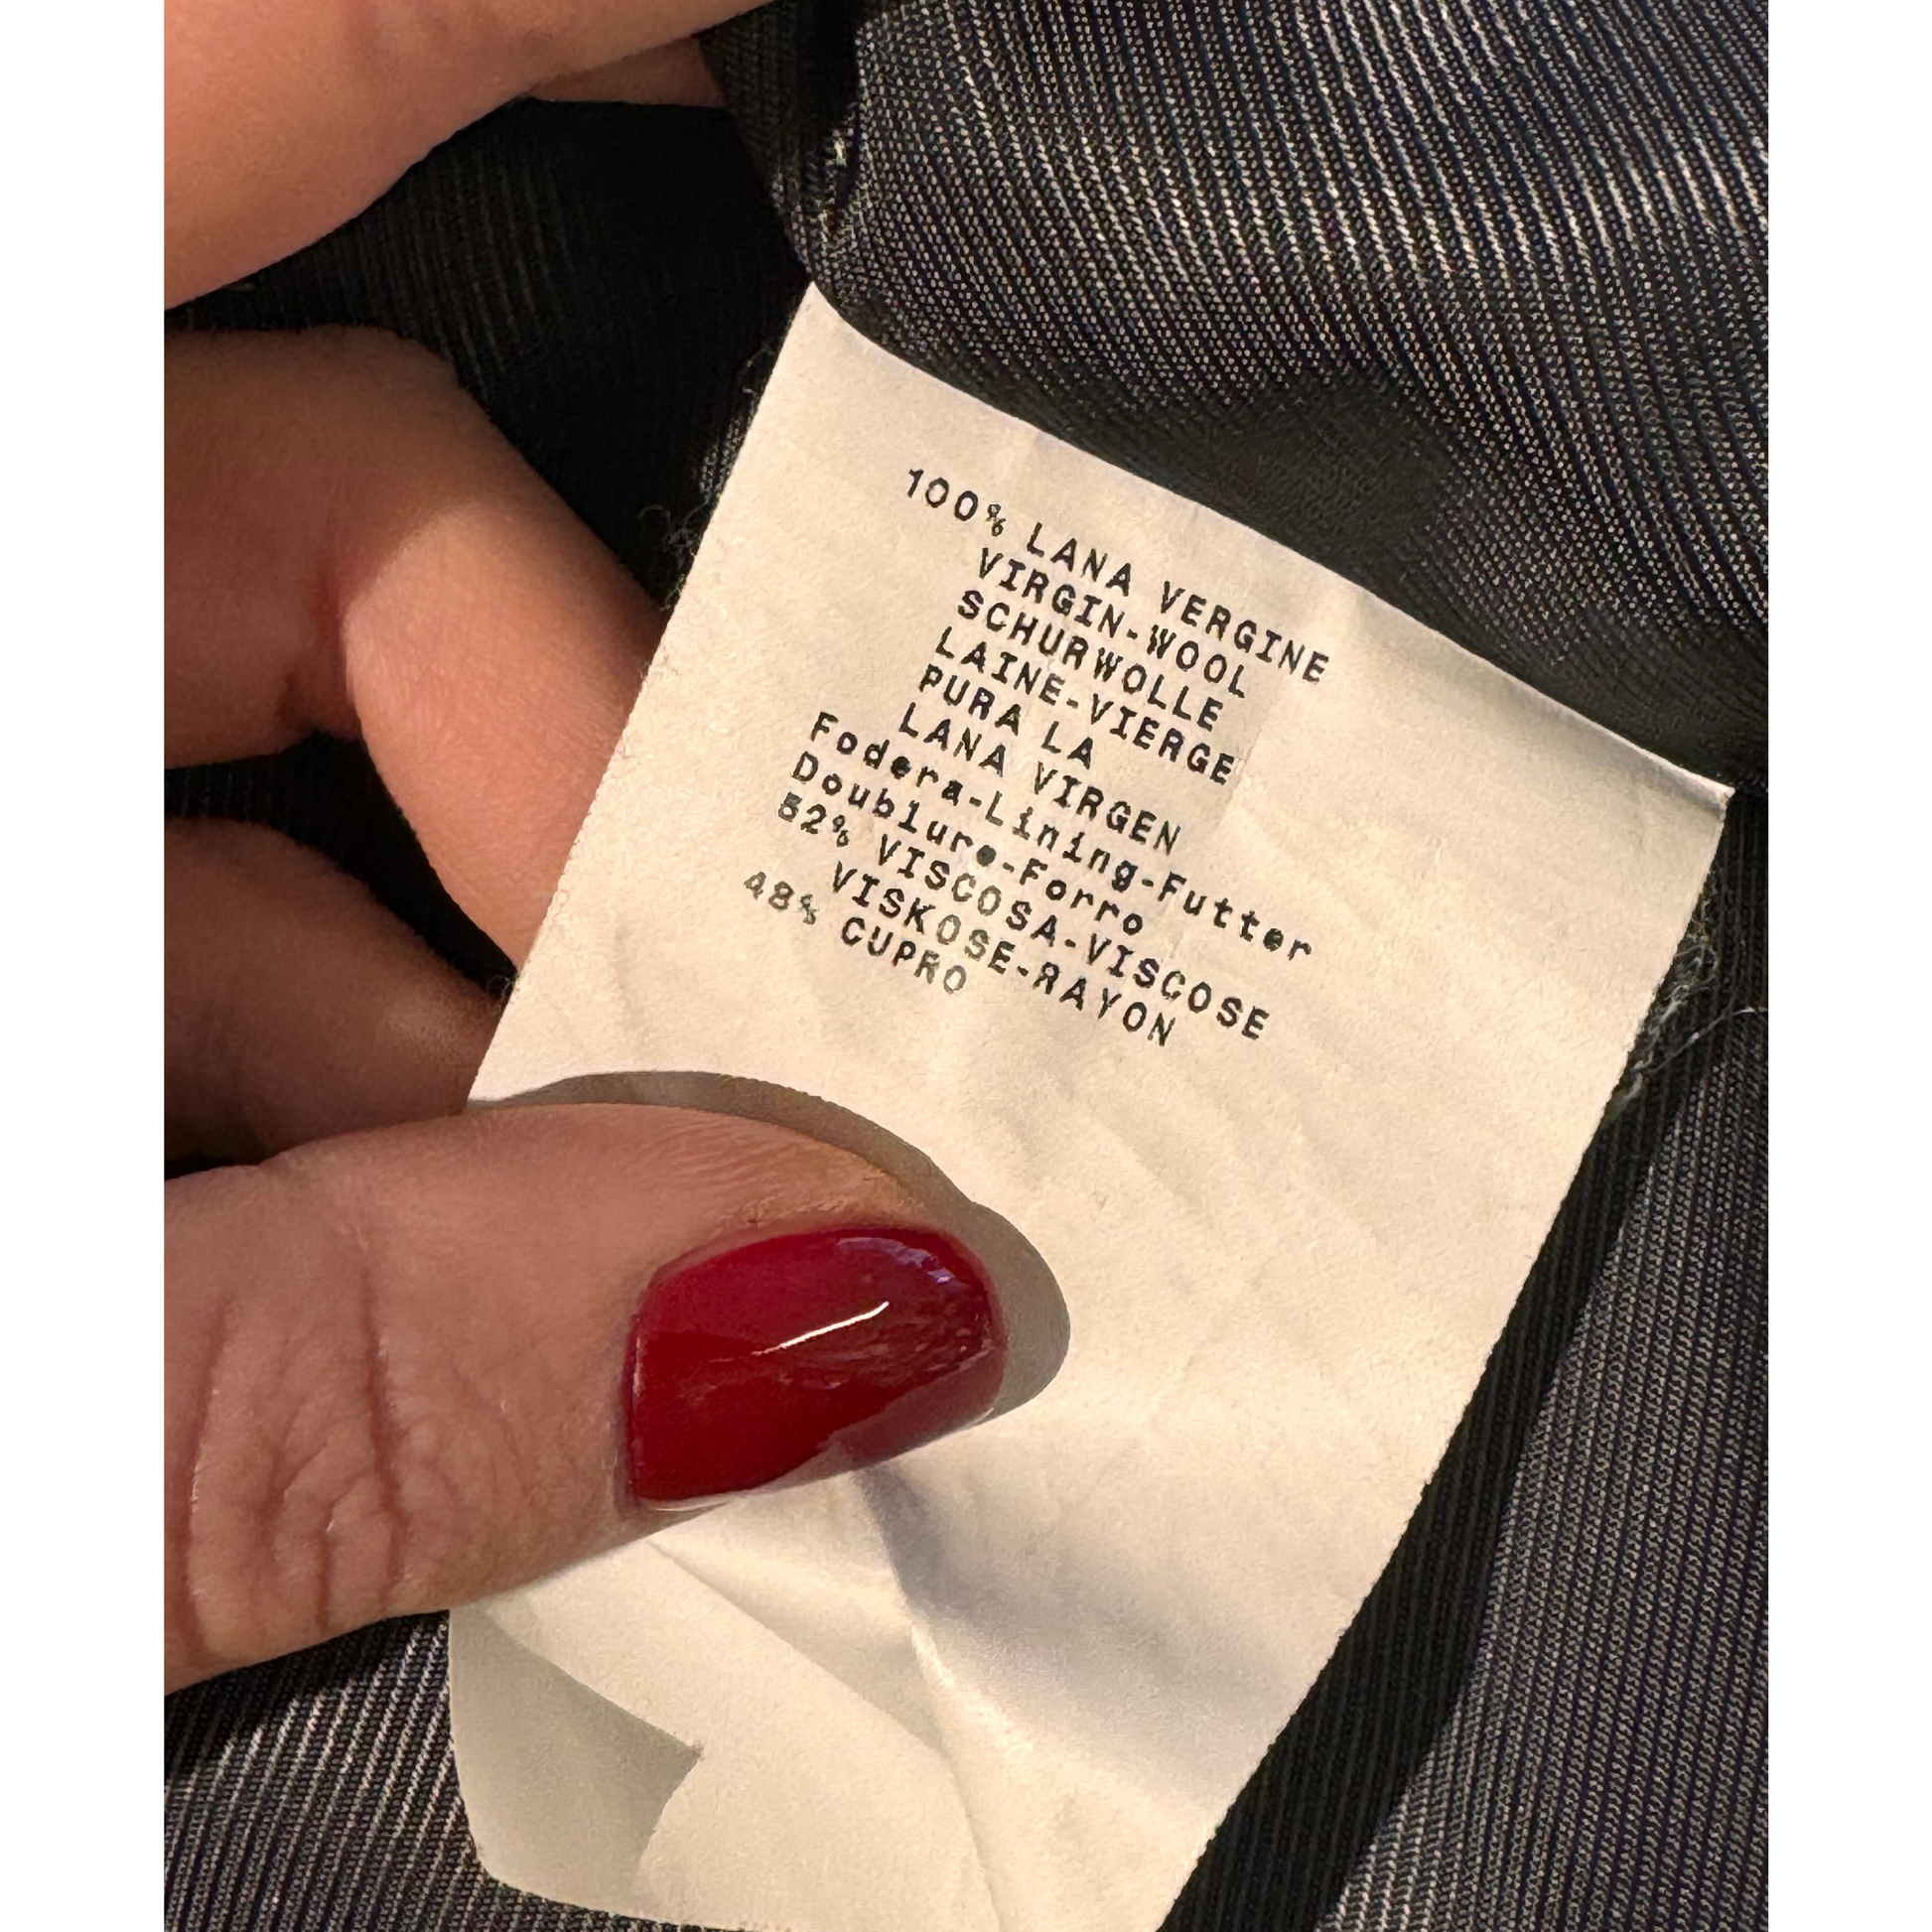 100% LANA VERGINE
VIRGIN-WOOL
SCHURWOLLE
LAINE-VIERGE
PURA LA
LANA VIRGEN
Fodera-Lining-Futter
Doublure-Forro
52% VISCOSA-VISCOSE
VISKOSE-RAYON
48% CUPRO